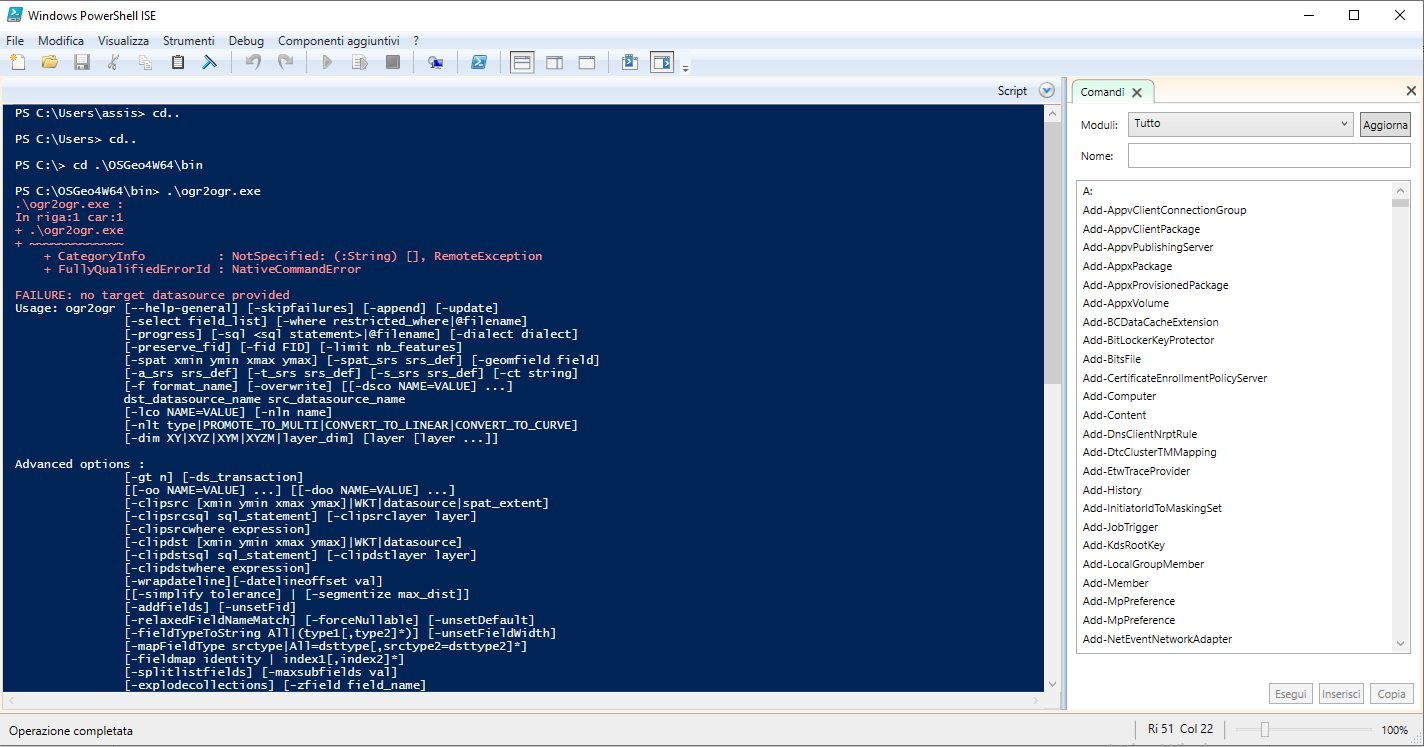 Windows PowerShell ISE
File Modifica Visualizza Strumenti Debug Componenti aggiuntivi ?
Script
PS C:\Users\assis> cd..
PS C:\Users> cd..
PS C:\> cd .\OSGeo4W64\bin
PS C:\OSGeo4W64\bin> .\ogr2ogr.exe
.\ogr2ogr.exe :
In riga:1 car:1
+ .\ogr2ogr.exe
+ ~~~~~~~~~~~~~
+ CategoryInfo : NotSpecified: (:String) [], RemoteException
+ FullyQualifiedErrorId : NativeCommandError
FAILURE: no target datasource provided
Usage: ogr2ogr [--help-general] [-skipfailures] [-append] [-update]
[-select field_list] [-where restricted_where|@filename]
[-progress] [-sql <sql statement>|@filename] [-dialect dialect]
[-preserve_fid] [-fid FID] [-limit nb_features]
[-spat xmin ymin xmax ymax] [-spat_srs srs_def] [-geomfield field]
[-a_srs srs_def] [-t_srs srs_def] [-s_srs srs_def] [-ct string]
[-f format_name] [-overwrite] [[-dsco NAME=VALUE] ...]
dst_datasource_name src_datasource_name
[-lco NAME=VALUE] [-nln name]
[-nlt type|PROMOTE_TO_MULTI|CONVERT_TO_LINEAR|CONVERT_TO_CURVE]
[-dim XY|XYZ|XYM|XYZM|layer_dim] [layer [layer ...]]
Advanced options :
[-gt n] [-ds_transaction]
[[-oo NAME=VALUE] ...] [[-doo NAME=VALUE] ...]
[-clipsrc [xmin ymin xmax ymax]|WKT|datasource|spat_extent]
[-clipsrcsql sql_statement] [-clipsrclayer layer]
[-clipsrcwhere expression]
[-clipdst [xmin ymin xmax ymax]|WKT|datasource]
[-clipdstsql sql_statement] [-clipdstlayer layer]
[-clipdstwhere expression]
[-wrapdateline][-datelineoffset val]
[[-simplify tolerance] | [-segmentize max_dist]]
[-addfields] [-unsetFid]
[-relaxedFieldNameMatch] [-forceNullable] [-unsetDefault]
[-fieldTypeToString All|(type1[,type2]*)] [-unsetFieldWidth]
[-mapFieldType srctype|All=dsttype[,srctype2=dsttype2]*]
[-fieldmap identity | index1[,index2]*]
[-splitlistfields] [-maxsubfields val]
[-explodecollections] [-zfield field_name]
Comandi
Moduli: Tutto Aggiorna
Nome:
A:
Add-AppvClientConnectionGroup
Add-AppvClientPackage
Add-AppvPublishingServer
Add-AppxPackage
Add-AppxProvisionedPackage
Add-AppxVolume
Add-BCDataCacheExtension
Add-BitLockerKeyProtector
Add-BitsFile
Add-CertificateEnrollmentPolicyServer
Add-Computer
Add-Content
Add-DnsClientNrptRule
Add-DtcClusterTMMapping
Add-EtwTraceProvider
Add-History
Add-InitiatorIdToMaskingSet
Add-JobTrigger
Add-KdsRootKey
Add-LocalGroupMember
Add-Member
Add-MpPreference
Add-MpPreference
Add-NetEventNetworkAdapter
Esegui Inserisci Copia
Operazione completata
Ri 51 Col 22
100%